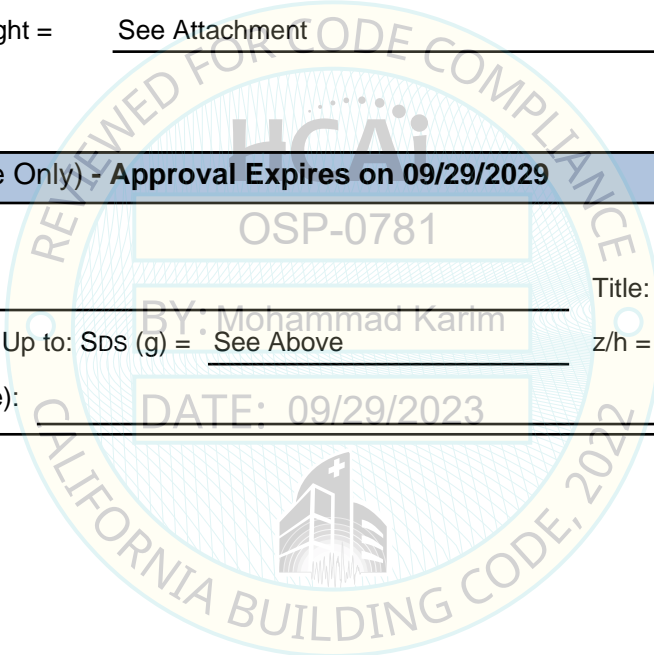 ght = See Attachment
REVIEWED FOR CODE COMPLIANCE
HCAi
e Only) - Approval Expires on 09/29/2029
OSP-0781
Title:
BY: Mohammad Karim
Up to: SDS (g) = See Above z/h =
e):
DATE: 09/29/2023
CALIFORNIA BUILDING CODE, 2022